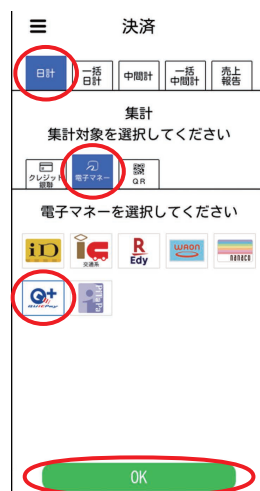 決済
日計
一括
日計
中間計
一括
中間計
売上
報告
集計
集計対象を選択してください
クレジット
銀聯
電子マネー
QR
電子マネーを選択してください
iD
IC
交通系
R
Edy
WAON
nanaco
Q+
QUICPay
PiTaPa
OK